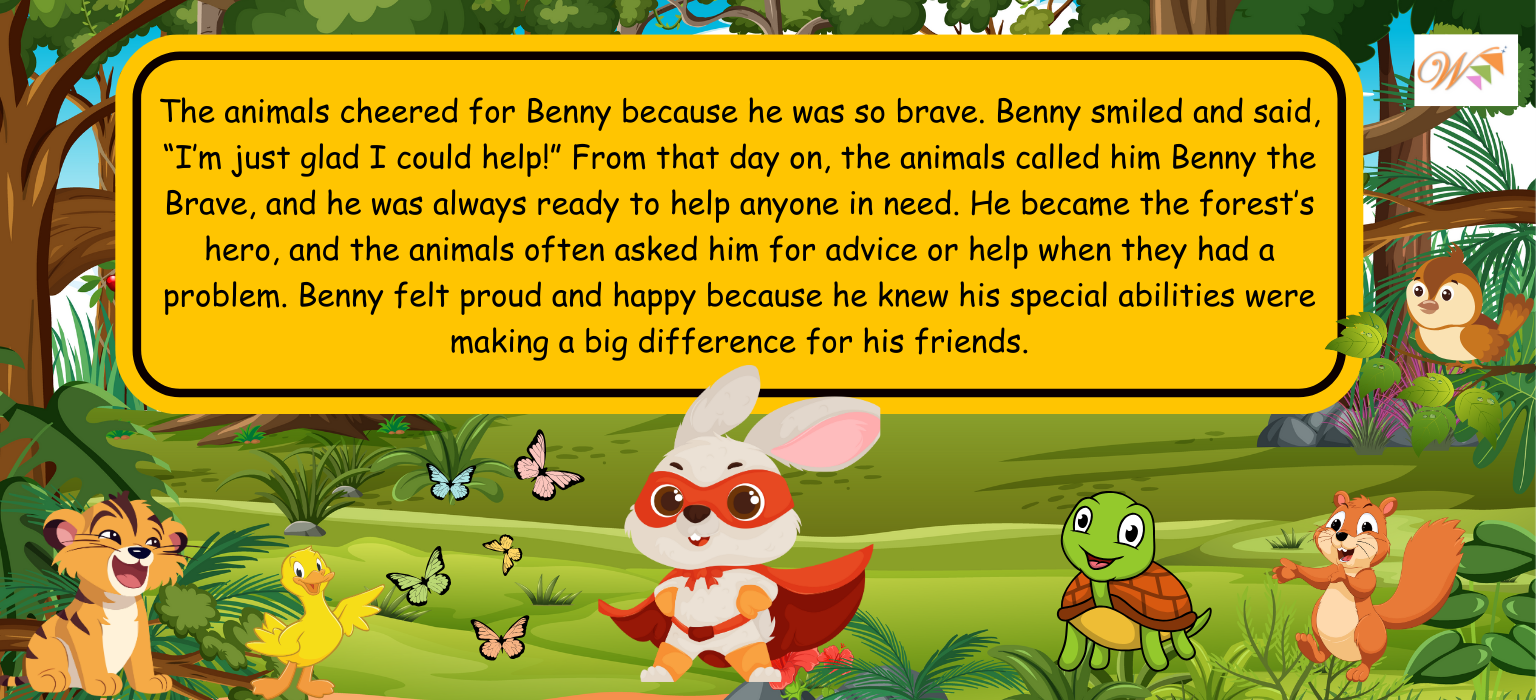 The animals cheered for Benny because he was so brave. Benny smiled and said,
“I’m just glad I could help!” From that day on, the animals called him Benny the
Brave, and he was always ready to help anyone in need. He became the forest’s
hero, and the animals often asked him for advice or help when they had a
problem. Benny felt proud and happy because he knew his special abilities were
making a big difference for his friends.
W